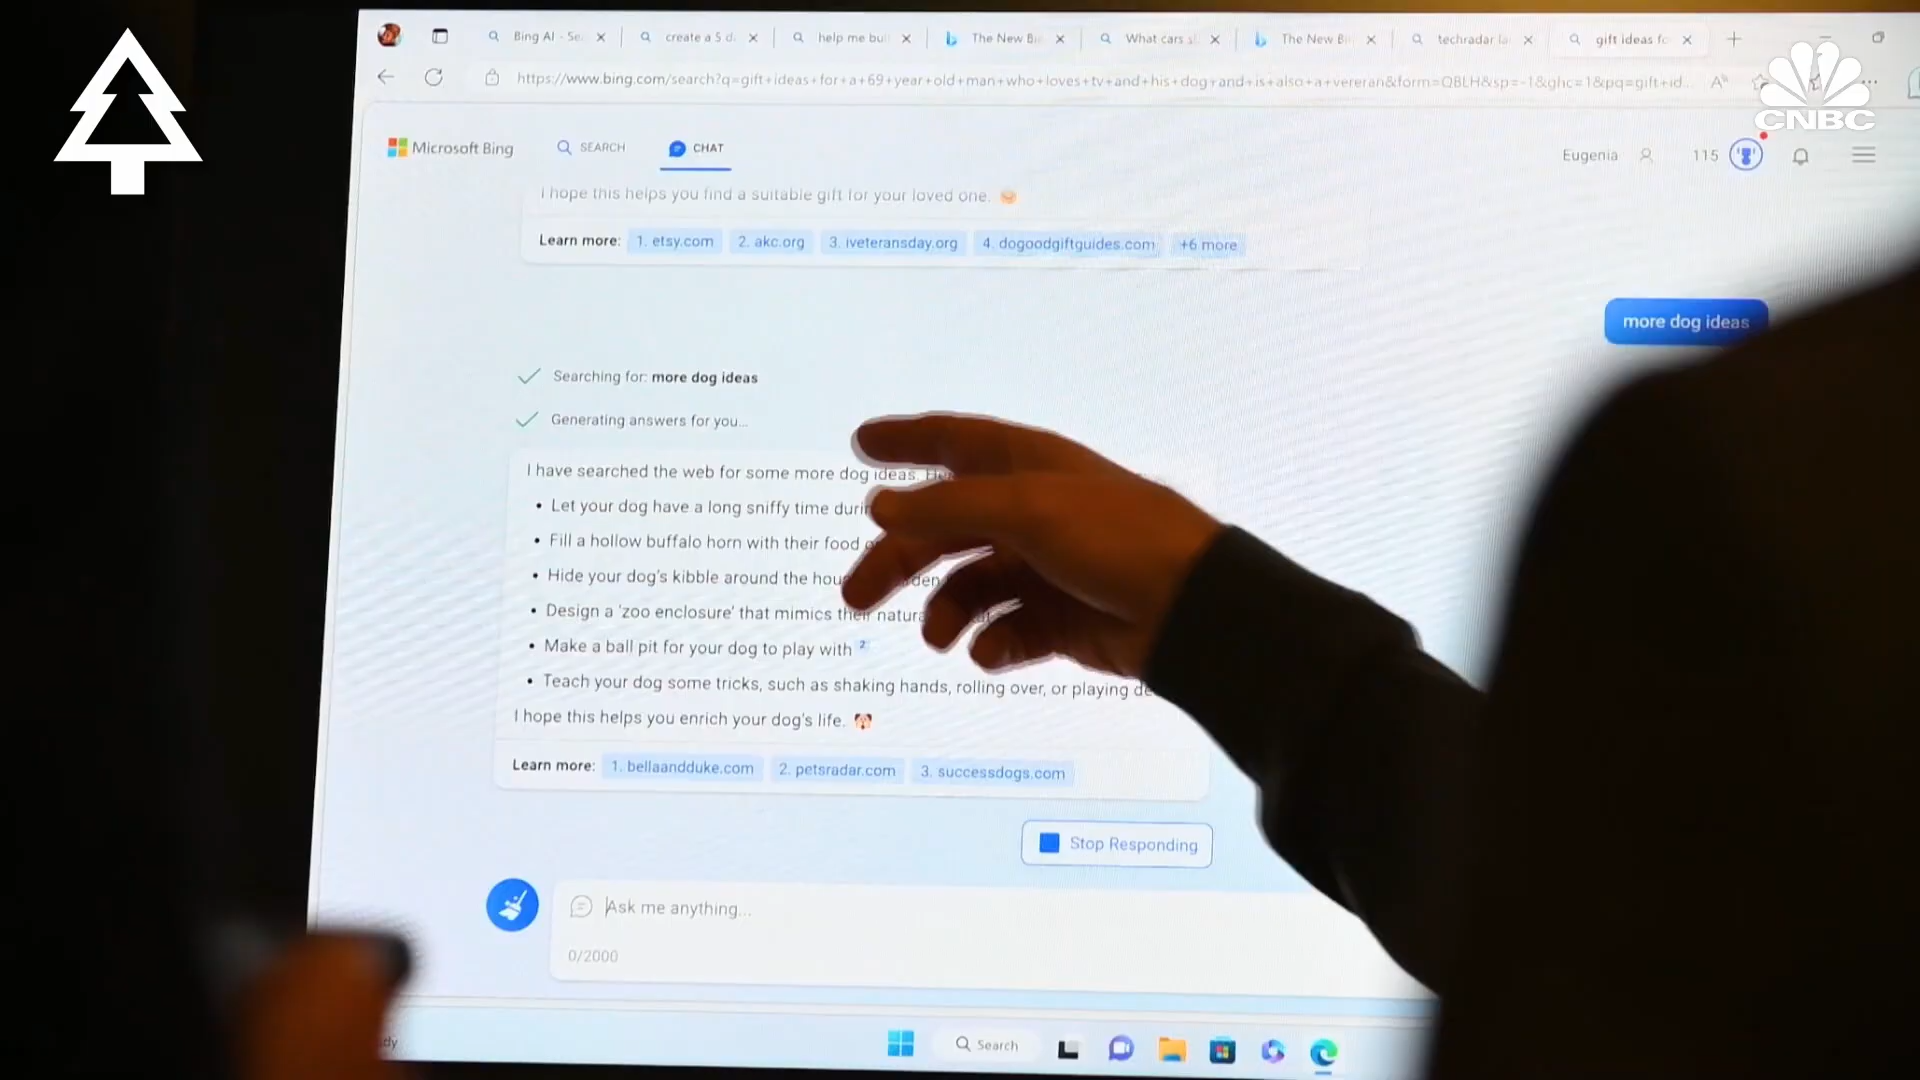 Bing AI - Se
create a 5 d
help me bui
The New Bi
What cars s
The New Bi
techradar la
gift ideas fo
https://www.bing.com/search?q=gift+ideas+for+a+69+year+old+man+who+loves+tv+and+his+dog+and+is+also+a+vereran&form=QBLH&sp=-1&ghc=1&pq=gift+id...
CNBC
Microsoft Bing
SEARCH
CHAT
Eugenia
115
I hope this helps you find a suitable gift for your loved one.
Learn more: 1. etsy.com 2. akc.org 3. iveteransday.org 4. dogoodgiftguides.com +6 more
more dog ideas
Searching for: more dog ideas
Generating answers for you...
I have searched the web for some more dog ideas.
• Let your dog have a long sniffy time durin
• Fill a hollow buffalo horn with their food
• Hide your dog's kibble around the hou den
• Design a 'zoo enclosure' that mimics their natura
• Make a ball pit for your dog to play with 2
• Teach your dog some tricks, such as shaking hands, rolling over, or playing de
I hope this helps you enrich your dog's life.
Learn more: 1. bellaandduke.com 2. petsradar.com 3. successdogs.com
Stop Responding
Ask me anything...
0/2000
dy
Search